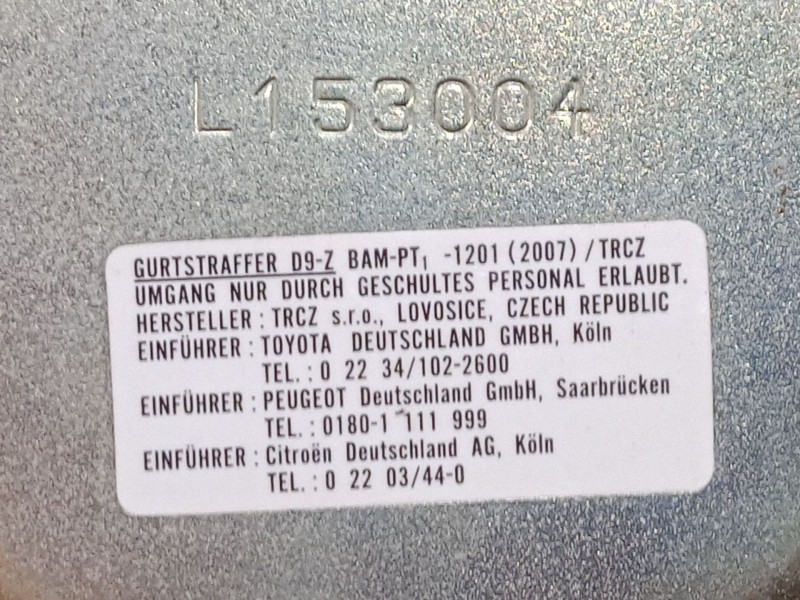 L153004
GURTSTRAFFER D9-Z BAM-PT₁ -1201 (2007) / TRCZ
UMGANG NUR DURCH GESCHULTES PERSONAL ERLAUBT.
HERSTELLER : TRCZ s.r.o., LOVOSICE, CZECH REPUBLIC
EINFÜHRER : TOYOTA DEUTSCHLAND GMBH, Köln
TEL. : 0 22 34/102-2600
EINFÜHRER : PEUGEOT Deutschland GmbH, Saarbrücken
TEL. : 0180-1 111 999
EINFÜHRER : Citroën Deutschland AG, Köln
TEL. : 0 22 03/44-0